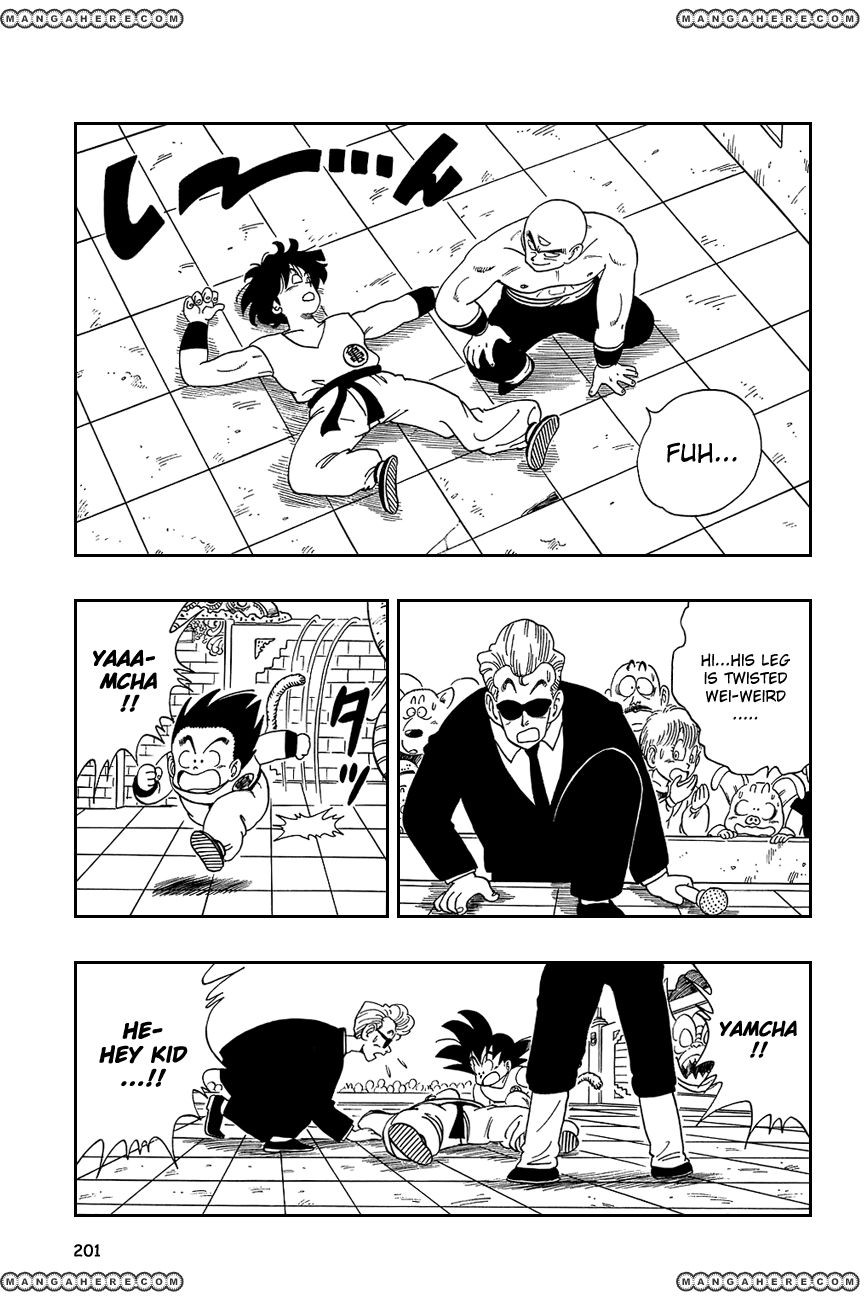 MANGAHERE.COM
MANGAHERE.COM
し〜…ん
FUH...
HI...HIS LEG
IS TWISTED
WEI-WEIRD
.....
YAAA-
MCHA
!!
タッ
YAMCHA
!!
HE-
HEY KID
...!!
201
MANGAHERE.COM
MANGAHERE.COM